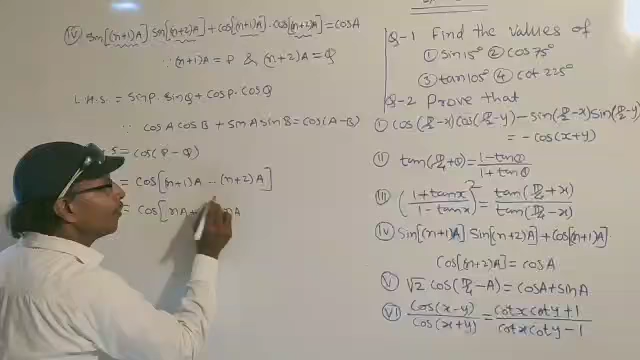 (IV) sin[(n+1)A] sin[(n+2)A] + cos[(n+1)A]·cos[(n+2)A] = cosA
∵ (n+1)A = P & (n+2)A = Q
L.H.S. = sinP. sinQ + cosP. cosQ
∵ cosA cosB + sinA sinB = cos(A-B)
S = cos(P-Q)
= cos[(n+1)A - (n+2)A]
= cos[nA+ nA
Q-1 Find the values of
① sin15° ② cos75°
③ tan105° ④ cot 225°
Q-2 Prove that
(I) cos(π/4-x)cos(π/4-y) - sin(π/4-x)sin(π/4-y)
= -cos(x+y)
(II) tan(π/4+θ) = 1-tanθ / 1+tanθ
(III) (1+tanx / 1-tanx)² = tan(π/4+x) / tan(π/4-x)
(IV) Sin[(n+1)A] Sin[(n+2)A] + cos[(n+1)A]
Cos[(n+2)A] = cosA
(V) √2 cos(π/4-A) = cosA + sinA
(VI) cos(x-y) / cos(x+y) = cotx coty + 1 / cotx coty - 1